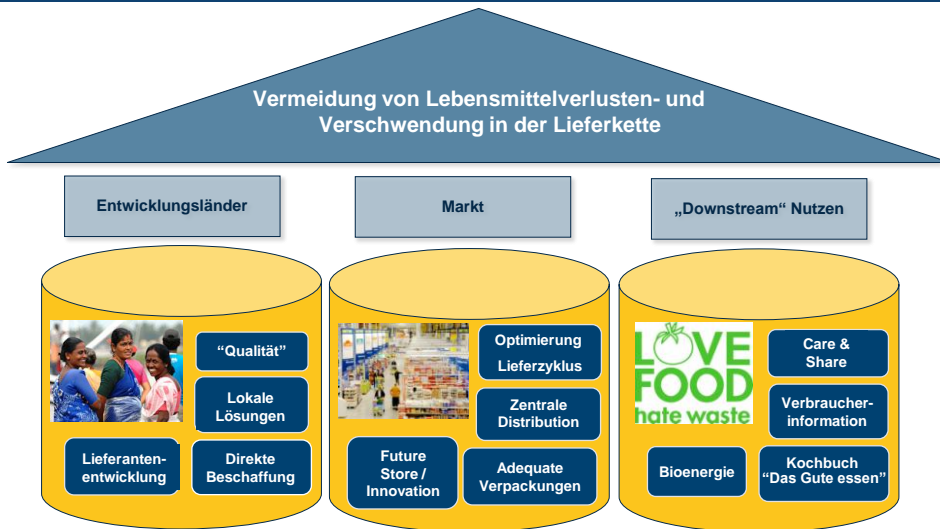 Vermeidung von Lebensmittelverlusten- und
Verschwendung in der Lieferkette
Entwicklungsländer
Markt
„Downstream“ Nutzen
“Qualität”
Lokale
Lösungen
Lieferanten-
entwicklung
Direkte
Beschaffung
Optimierung
Lieferzyklus
Zentrale
Distribution
Future
Store /
Innovation
Adequate
Verpackungen
LOVE
FOOD
hate waste
Care &
Share
Verbraucher-
information
Bioenergie
Kochbuch
“Das Gute essen”